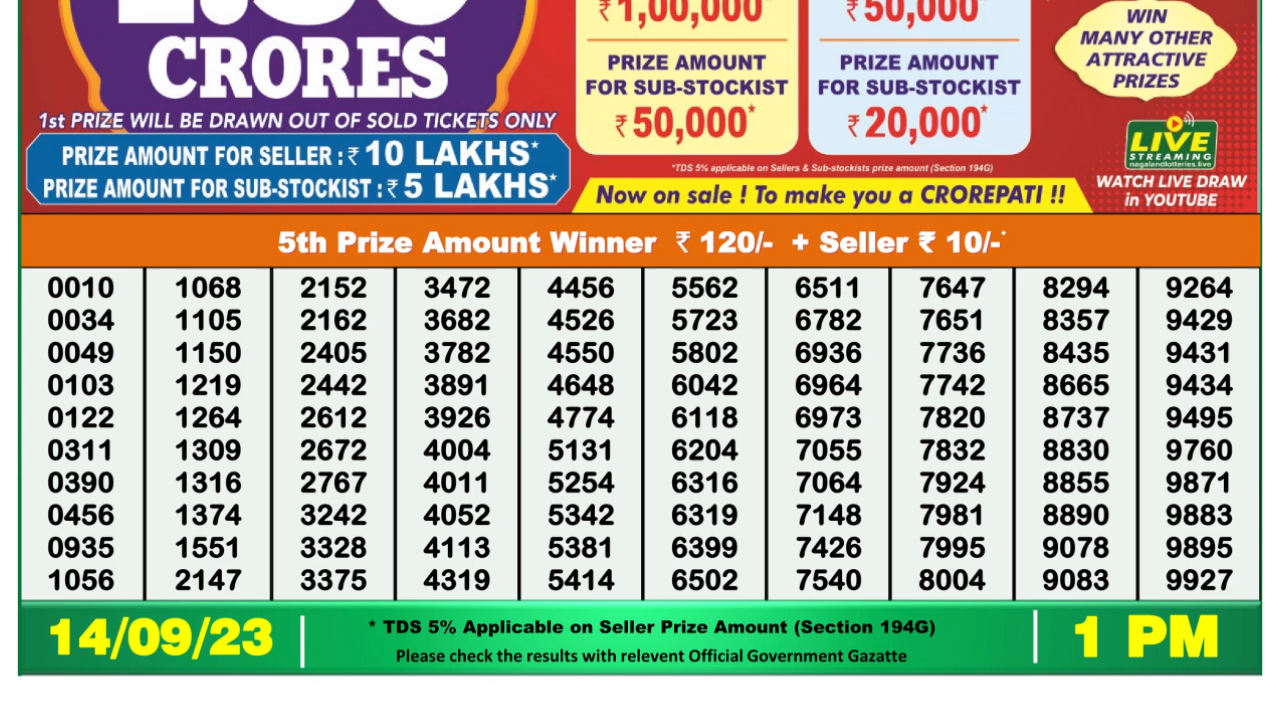 CRORES
1st PRIZE WILL BE DRAWN OUT OF SOLD TICKETS ONLY
PRIZE AMOUNT FOR SELLER : ₹ 10 LAKHS*
PRIZE AMOUNT FOR SUB-STOCKIST : ₹ 5 LAKHS*
₹ 1,00,000*
PRIZE AMOUNT
FOR SUB-STOCKIST
₹ 50,000*
₹ 50,000*
PRIZE AMOUNT
FOR SUB-STOCKIST
₹ 20,000*
*TDS 5% applicable on Sellers & Sub-stockists prize amount (Section 194G)
Now on sale ! To make you a CROREPATI !!
WIN
MANY OTHER
ATTRACTIVE
PRIZES
LIVE
STREAMING
nagalandlotteries.live
WATCH LIVE DRAW
in YOUTUBE
5th Prize Amount Winner ₹ 120/- + Seller ₹ 10/-*
0010 1068 2152 3472 4456 5562 6511 7647 8294 9264
0034 1105 2162 3682 4526 5723 6782 7651 8357 9429
0049 1150 2405 3782 4550 5802 6936 7736 8435 9431
0103 1219 2442 3891 4648 6042 6964 7742 8665 9434
0122 1264 2612 3926 4774 6118 6973 7820 8737 9495
0311 1309 2672 4004 5131 6204 7055 7832 8830 9760
0390 1316 2767 4011 5254 6316 7064 7924 8855 9871
0456 1374 3242 4052 5342 6319 7148 7981 8890 9883
0935 1551 3328 4113 5381 6399 7426 7995 9078 9895
1056 2147 3375 4319 5414 6502 7540 8004 9083 9927
14/09/23
* TDS 5% Applicable on Seller Prize Amount (Section 194G)
Please check the results with relevent Official Government Gazatte
1 PM